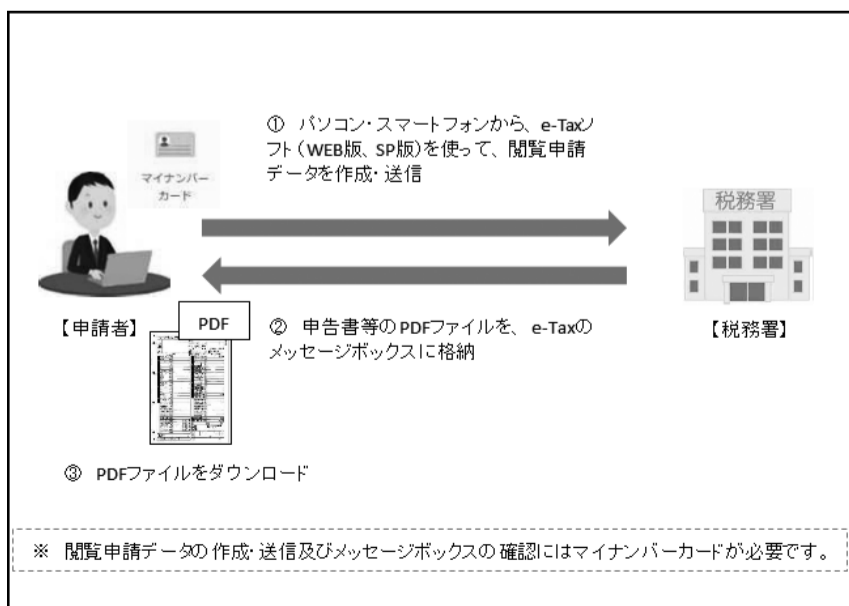 ① パソコン・スマートフォンから、e-Taxソ
フト（WEB版、SP版）を使って、閲覧申請
データを作成・送信
マイナンバー
カード
税務署
【申請者】
PDF
② 申告書等のPDFファイルを、e-Taxの
メッセージボックスに格納
【税務署】
③ PDFファイルをダウンロード
※ 閲覧申請データの作成・送信及びメッセージボックスの確認にはマイナンバーカードが必要です。